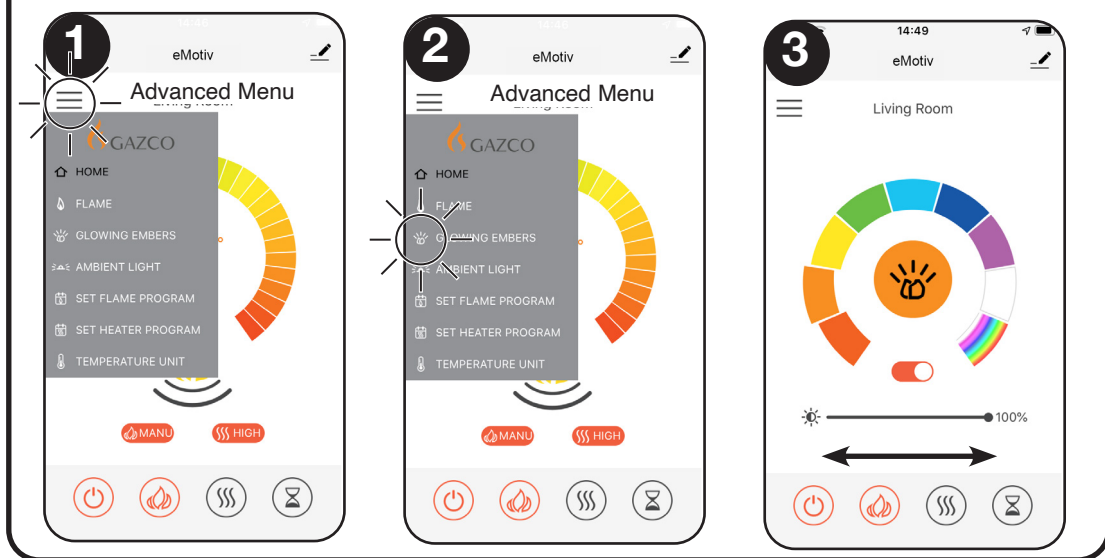 1
eMotiv
Advanced Menu
GAZCO
HOME
FLAME
GLOWING EMBERS
AMBIENT LIGHT
SET FLAME PROGRAM
SET HEATER PROGRAM
TEMPERATURE UNIT
MANU
HIGH
2
eMotiv
Advanced Menu
GAZCO
HOME
FLAME
GLOWING EMBERS
AMBIENT LIGHT
SET FLAME PROGRAM
SET HEATER PROGRAM
TEMPERATURE UNIT
MANU
HIGH
3
14:49
eMotiv
Living Room
100%